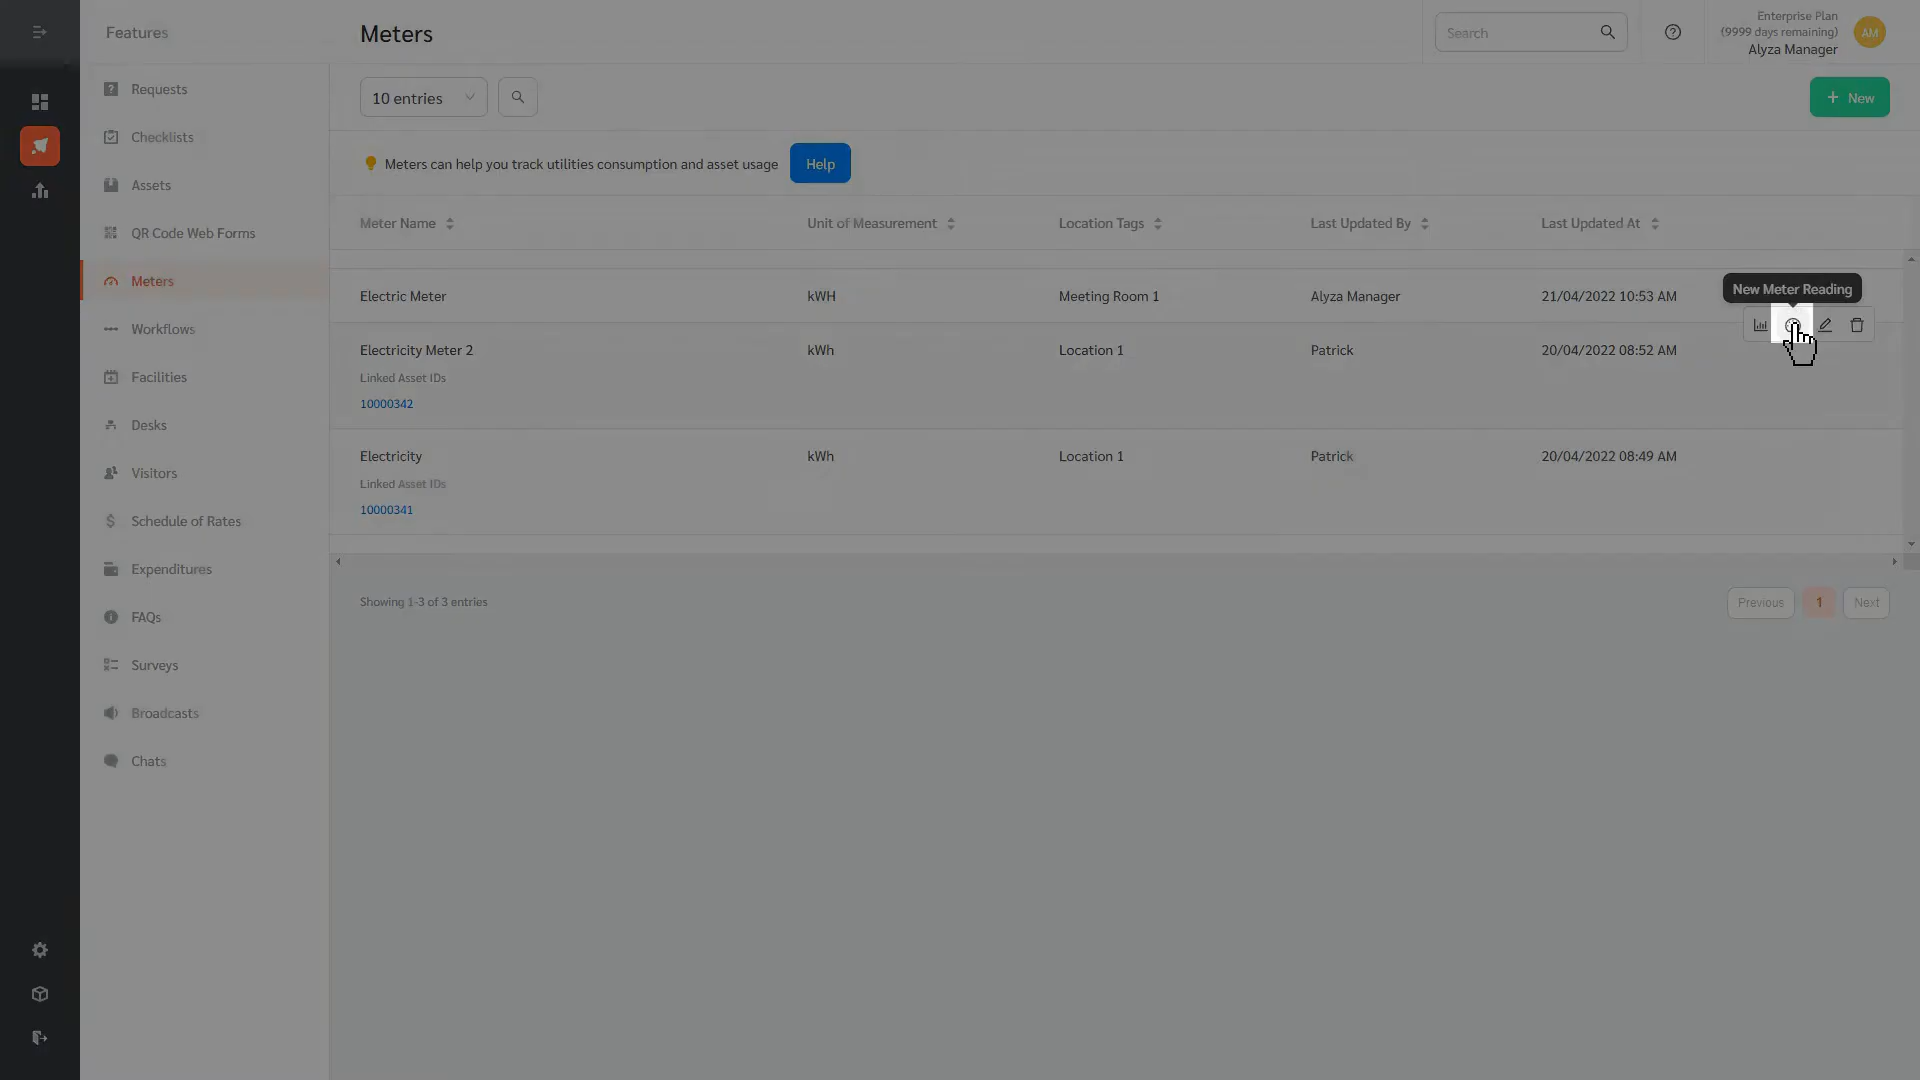 Features
Meters
Search
Enterprise Plan
(9999 days remaining)
Alyza Manager
AM
Requests
Checklists
Assets
QR Code Web Forms
Meters
Workflows
Facilities
Desks
Visitors
Schedule of Rates
Expenditures
FAQs
Surveys
Broadcasts
Chats
10 entries
+ New
Meters can help you track utilities consumption and asset usage
Help
Meter Name Unit of Measurement Location Tags Last Updated By Last Updated At
New Meter Reading
Electric Meter kWH Meeting Room 1 Alyza Manager 21/04/2022 10:53 AM
Electricity Meter 2 kWh Location 1 Patrick 20/04/2022 08:52 AM
Linked Asset IDs
10000342
Electricity kWh Location 1 Patrick 20/04/2022 08:49 AM
Linked Asset IDs
10000341
Showing 1-3 of 3 entries
Previous 1 Next